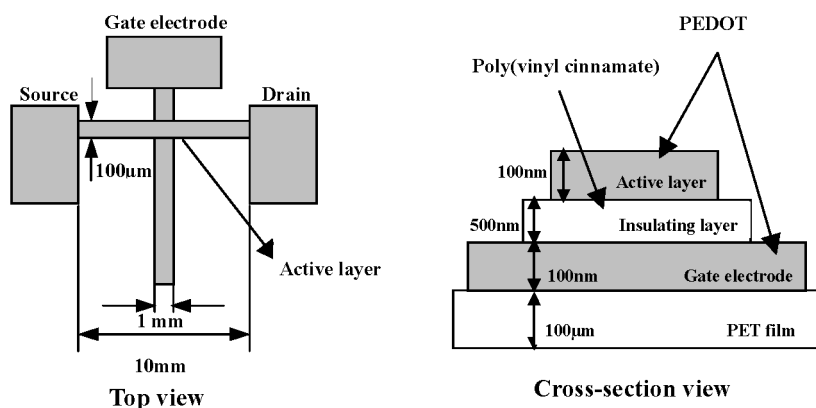 Gate electrode
Source
Drain
100μm
Active layer
1 mm
10mm
Top view
PEDOT
Poly(vinyl cinnamate)
100nm
Active layer
500nm
Insulating layer
100nm
Gate electrode
100μm
PET film
Cross-section view